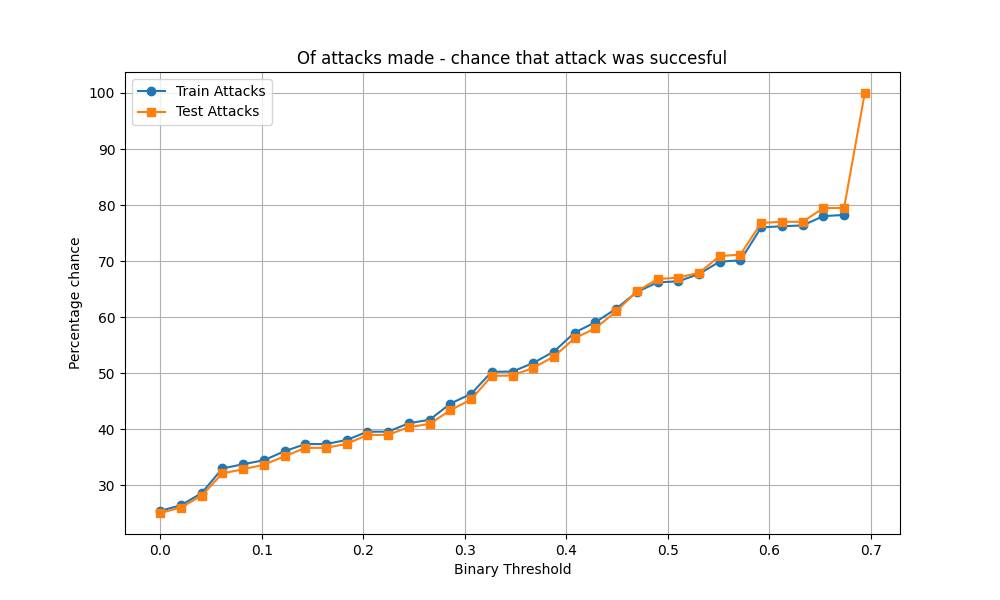 Of attacks made - chance that attack was succesful
Train Attacks
Test Attacks
100
90
80
70
60
50
40
30
Percentage chance
0.0 0.1 0.2 0.3 0.4 0.5 0.6 0.7
Binary Threshold